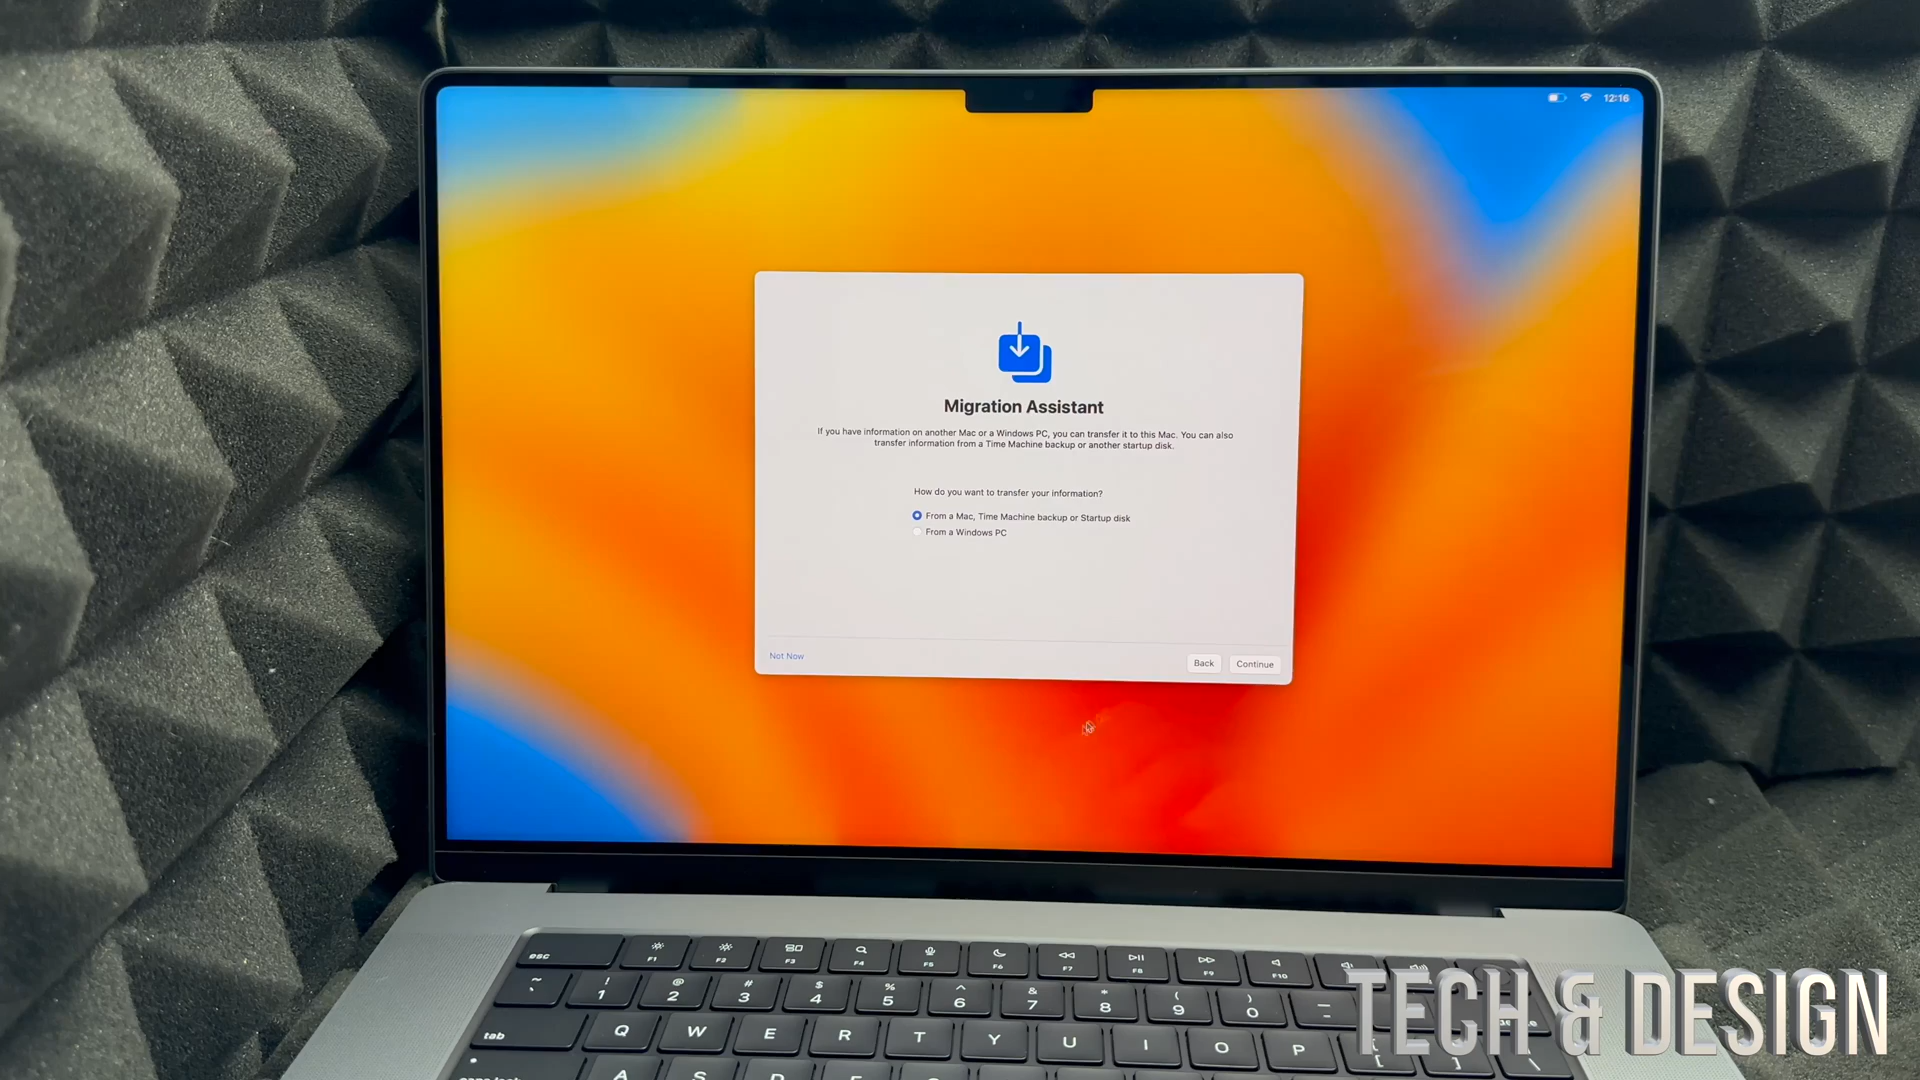 12:16
Migration Assistant
If you have information on another Mac or a Windows PC, you can transfer it to this Mac. You can also
transfer information from a Time Machine backup or another startup disk.
How do you want to transfer your information?
From a Mac, Time Machine backup or Startup disk
From a Windows PC
Not Now
Back
Continue
esc
F1
F2
F3
F4
F5
F6
F7
F8
F9
F10
~ ! @ # $ % ^ & * ( )
` 1 2 3 4 5 6 7 8 9 0
tab Q W E R T Y U I O P [ ] \
A S D
TECH & DESIGN